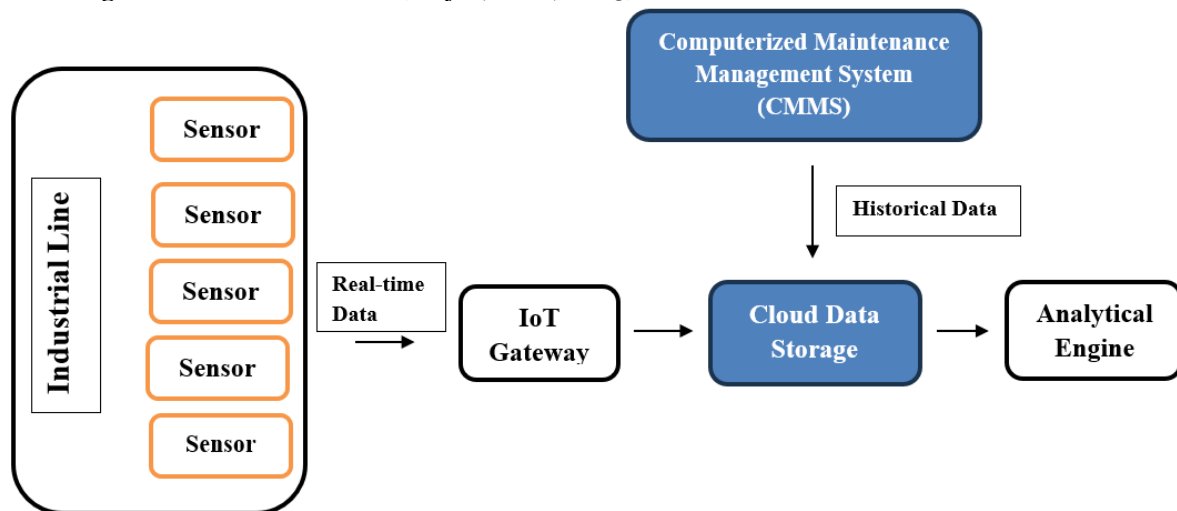 Computerized Maintenance
Management System
(CMMS)
Industrial Line
Sensor
Sensor
Sensor
Sensor
Sensor
Historical Data
Real-time
Data
IoT
Gateway
Cloud Data
Storage
Analytical
Engine